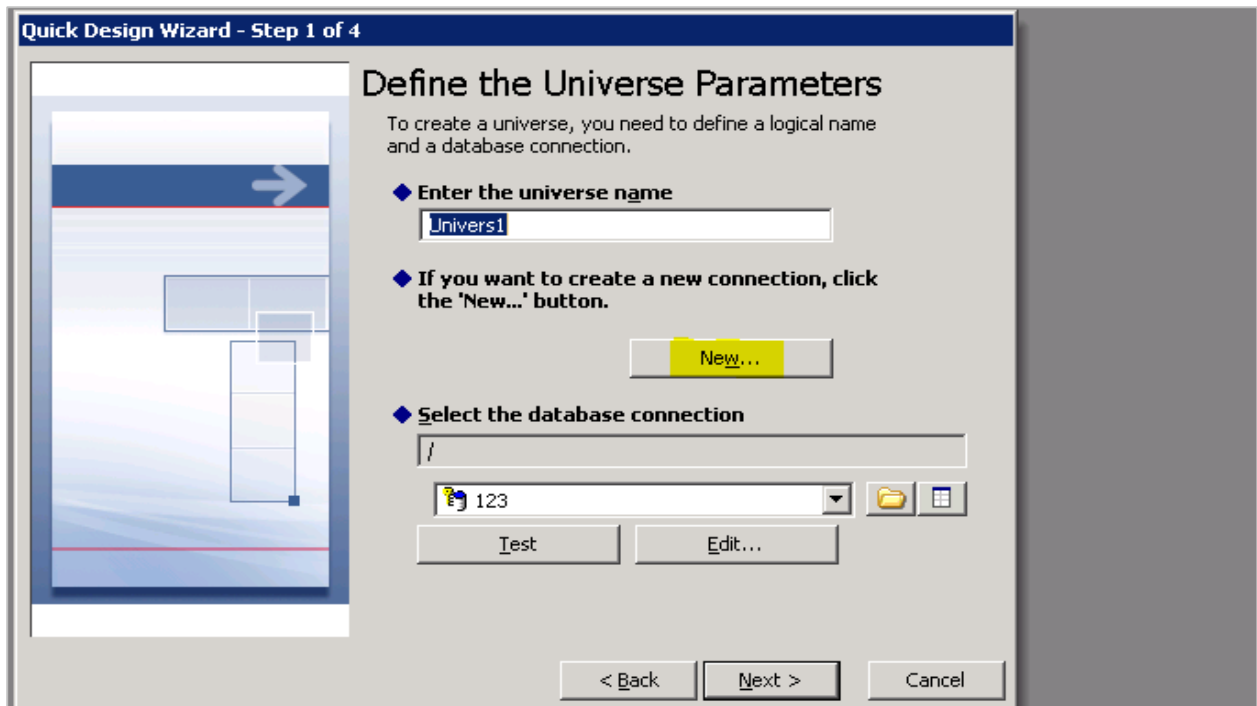 Quick Design Wizard - Step 1 of 4
Define the Universe Parameters
To create a universe, you need to define a logical name
and a database connection.
Enter the universe name
Univers1
If you want to create a new connection, click
the 'New...' button.
New...
Select the database connection
/
123
Test Edit...
< Back Next > Cancel